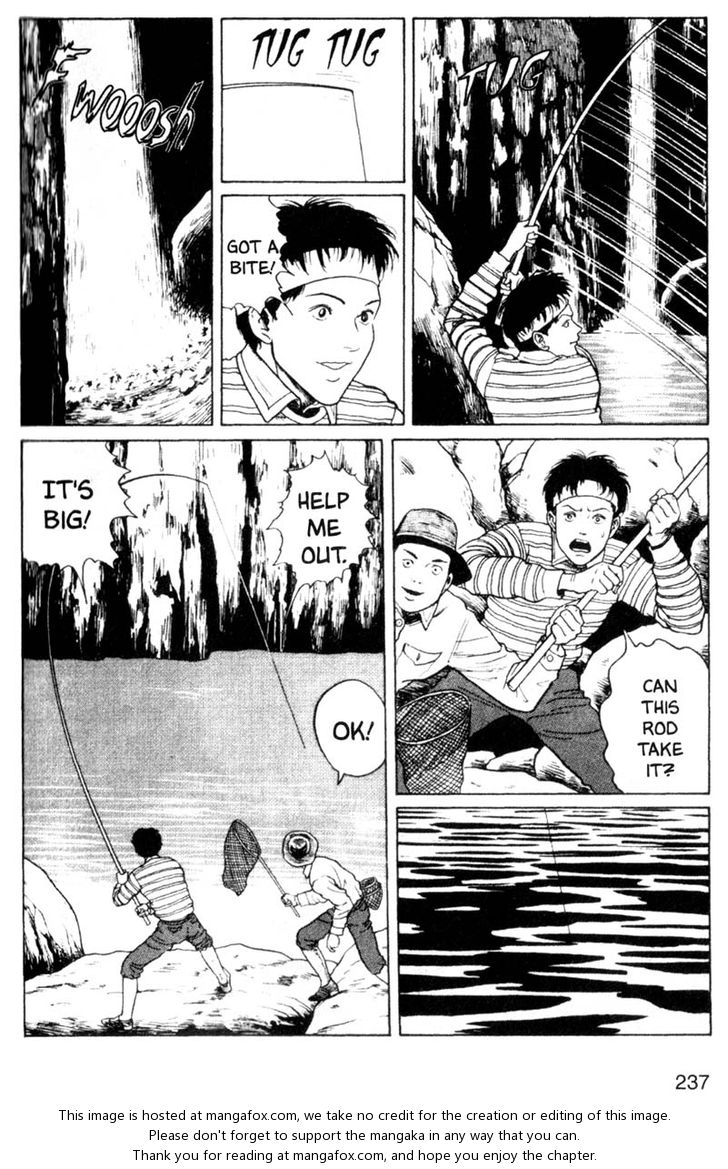 FWOOOSH
TUG TUG
GOT A
BITE!
TUG
IT'S
BIG!
HELP
ME
OUT.
OK!
CAN
THIS
ROD
TAKE
IT?
237
This image is hosted at mangafox.com, we take no credit for the creation or editing of this image.
Please don't forget to support the mangaka in any way that you can.
Thank you for reading at mangafox.com, and hope you enjoy the chapter.